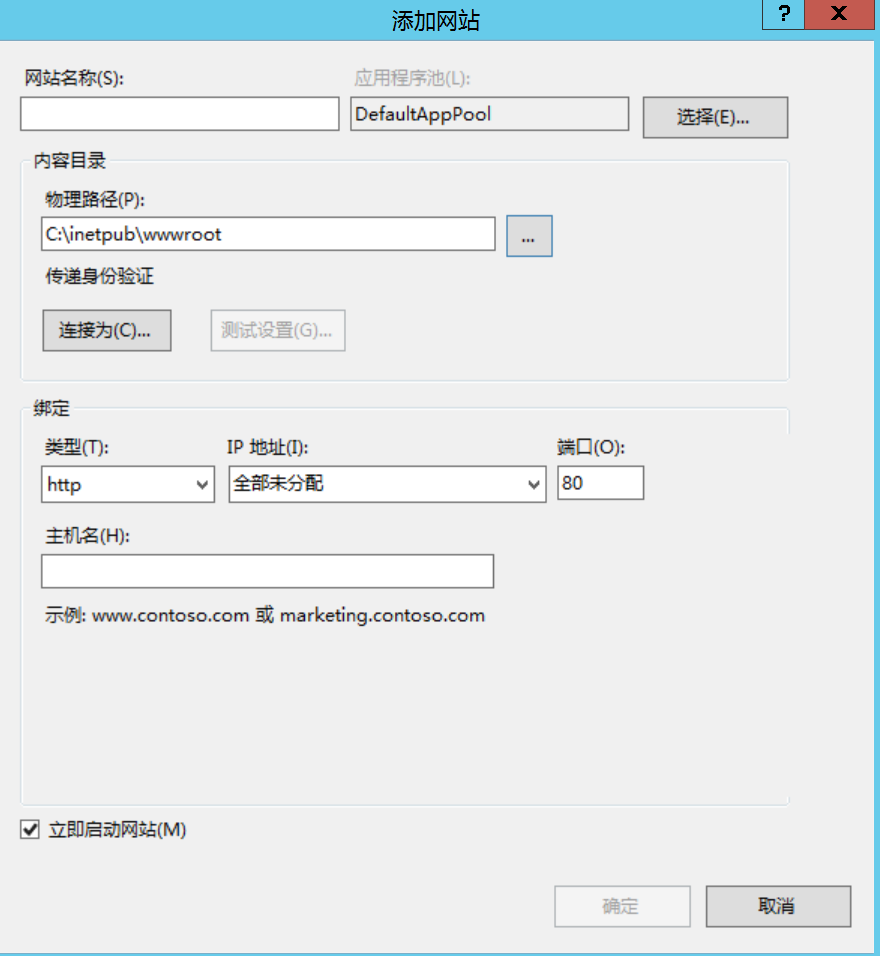 添加网站
? X
网站名称(S): 应用程序池(L):
DefaultAppPool 选择(E)...
内容目录
物理路径(P):
C:\inetpub\wwwroot ...
传递身份验证
连接为(C)... 测试设置(G)...
绑定
类型(T): IP 地址(I): 端口(O):
http 全部未分配 80
主机名(H):
示例: www.contoso.com 或 marketing.contoso.com
立即启动网站(M)
确定 取消